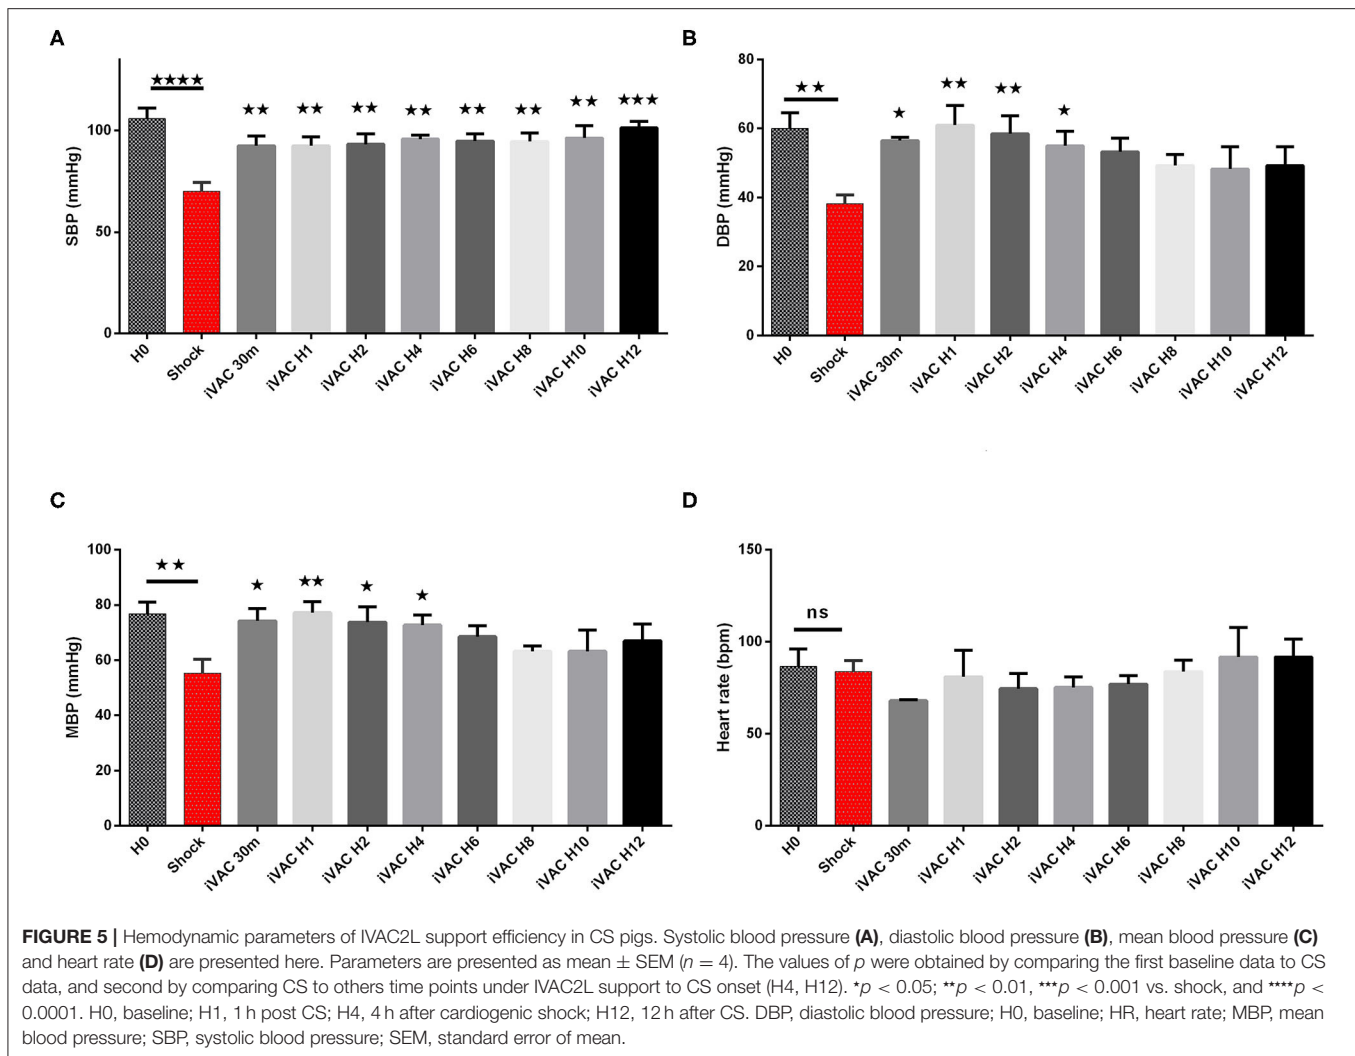 A
SBP (mmHg)
100
50
0
★★★★
★★
★★
★★
★★
★★
★★
★★
★★★
H0
Shock
iVAC 30m
iVAC H1
iVAC H2
iVAC H4
iVAC H6
iVAC H8
iVAC H10
iVAC H12
B
DBP (mmHg)
80
60
40
20
0
★★
★
★★
★★
★
H0
Shock
iVAC 30m
iVAC H1
iVAC H2
iVAC H4
iVAC H6
iVAC H8
iVAC H10
iVAC H12
C
MBP (mmHg)
100
80
60
40
20
0
★★
★
★★
★
★
H0
Shock
iVAC 30m
iVAC H1
iVAC H2
iVAC H4
iVAC H6
iVAC H8
iVAC H10
iVAC H12
D
Heart rate (bpm)
150
100
50
0
ns
H0
Shock
iVAC 30m
iVAC H1
iVAC H2
iVAC H4
iVAC H6
iVAC H8
iVAC H10
iVAC H12
FIGURE 5 | Hemodynamic parameters of IVAC2L support efficiency in CS pigs. Systolic blood pressure (A), diastolic blood pressure (B), mean blood pressure (C)
and heart rate (D) are presented here. Parameters are presented as mean ± SEM (n = 4). The values of p were obtained by comparing the first baseline data to CS
data, and second by comparing CS to others time points under IVAC2L support to CS onset (H4, H12). *p < 0.05; **p < 0.01, ***p < 0.001 vs. shock, and ****p <
0.0001. H0, baseline; H1, 1 h post CS; H4, 4 h after cardiogenic shock; H12, 12 h after CS. DBP, diastolic blood pressure; H0, baseline; HR, heart rate; MBP, mean
blood pressure; SBP, systolic blood pressure; SEM, standard error of mean.